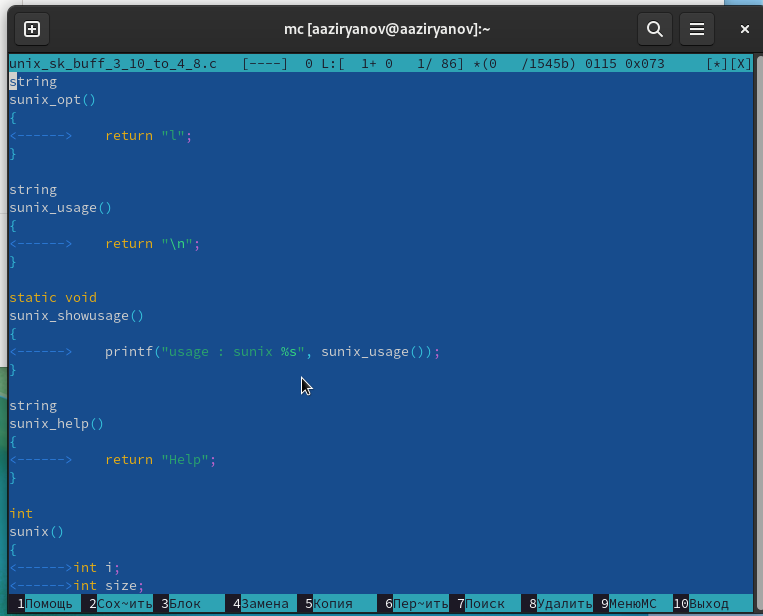 mc [aaziryanov@aaziryanov]:~
unix_sk_buff_3_10_to_4_8.c   [----]  0 L:[  1+ 0   1/ 86] *(0   /1545b) 0115 0x073     [*][X]
string
sunix_opt()
{
<------>    return "l";
}
string
sunix_usage()
{
<------>    return "\n";
}
static void
sunix_showusage()
{
<------>    printf("usage : sunix %s", sunix_usage());
}
string
sunix_help()
{
<------>    return "Help";
}
int
sunix()
{
<------>int i;
<------>int size;
1Помощь  2Сох~ить 3Блок    4Замена  5Копия    6Пер~ить 7Поиск   8Удалить 9МенюMC  10Выход